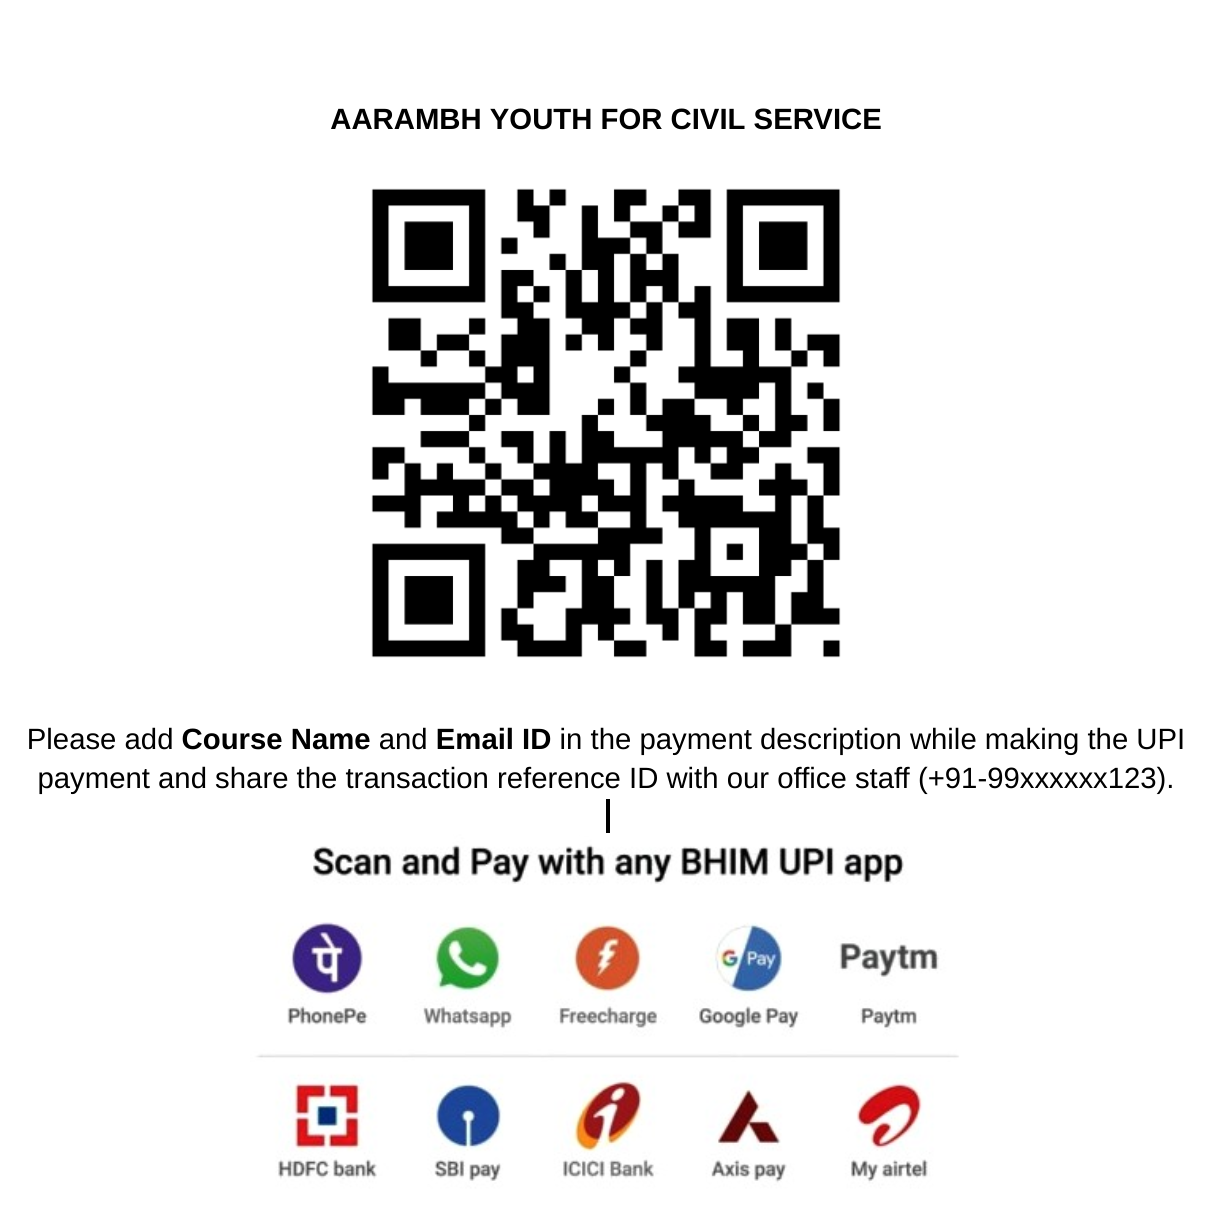 AARAMBH YOUTH FOR CIVIL SERVICE
Please add Course Name and Email ID in the payment description while making the UPI
payment and share the transaction reference ID with our office staff (+91-99xxxxxx123).
Scan and Pay with any BHIM UPI app
पे
G Pay
Paytm
PhonePe Whatsapp Freecharge Google Pay Paytm
HDFC bank SBI pay ICICI Bank Axis pay My airtel